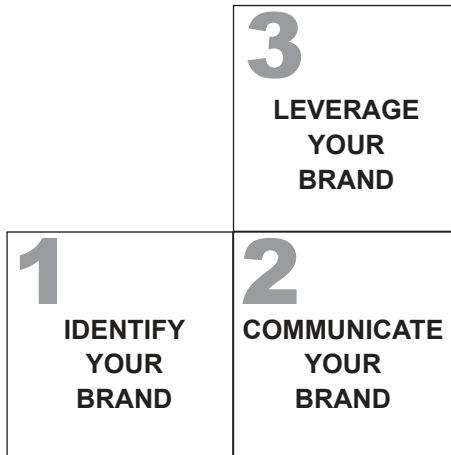 3
LEVERAGE
YOUR
BRAND
1
IDENTIFY
YOUR
BRAND
2
COMMUNICATE
YOUR
BRAND